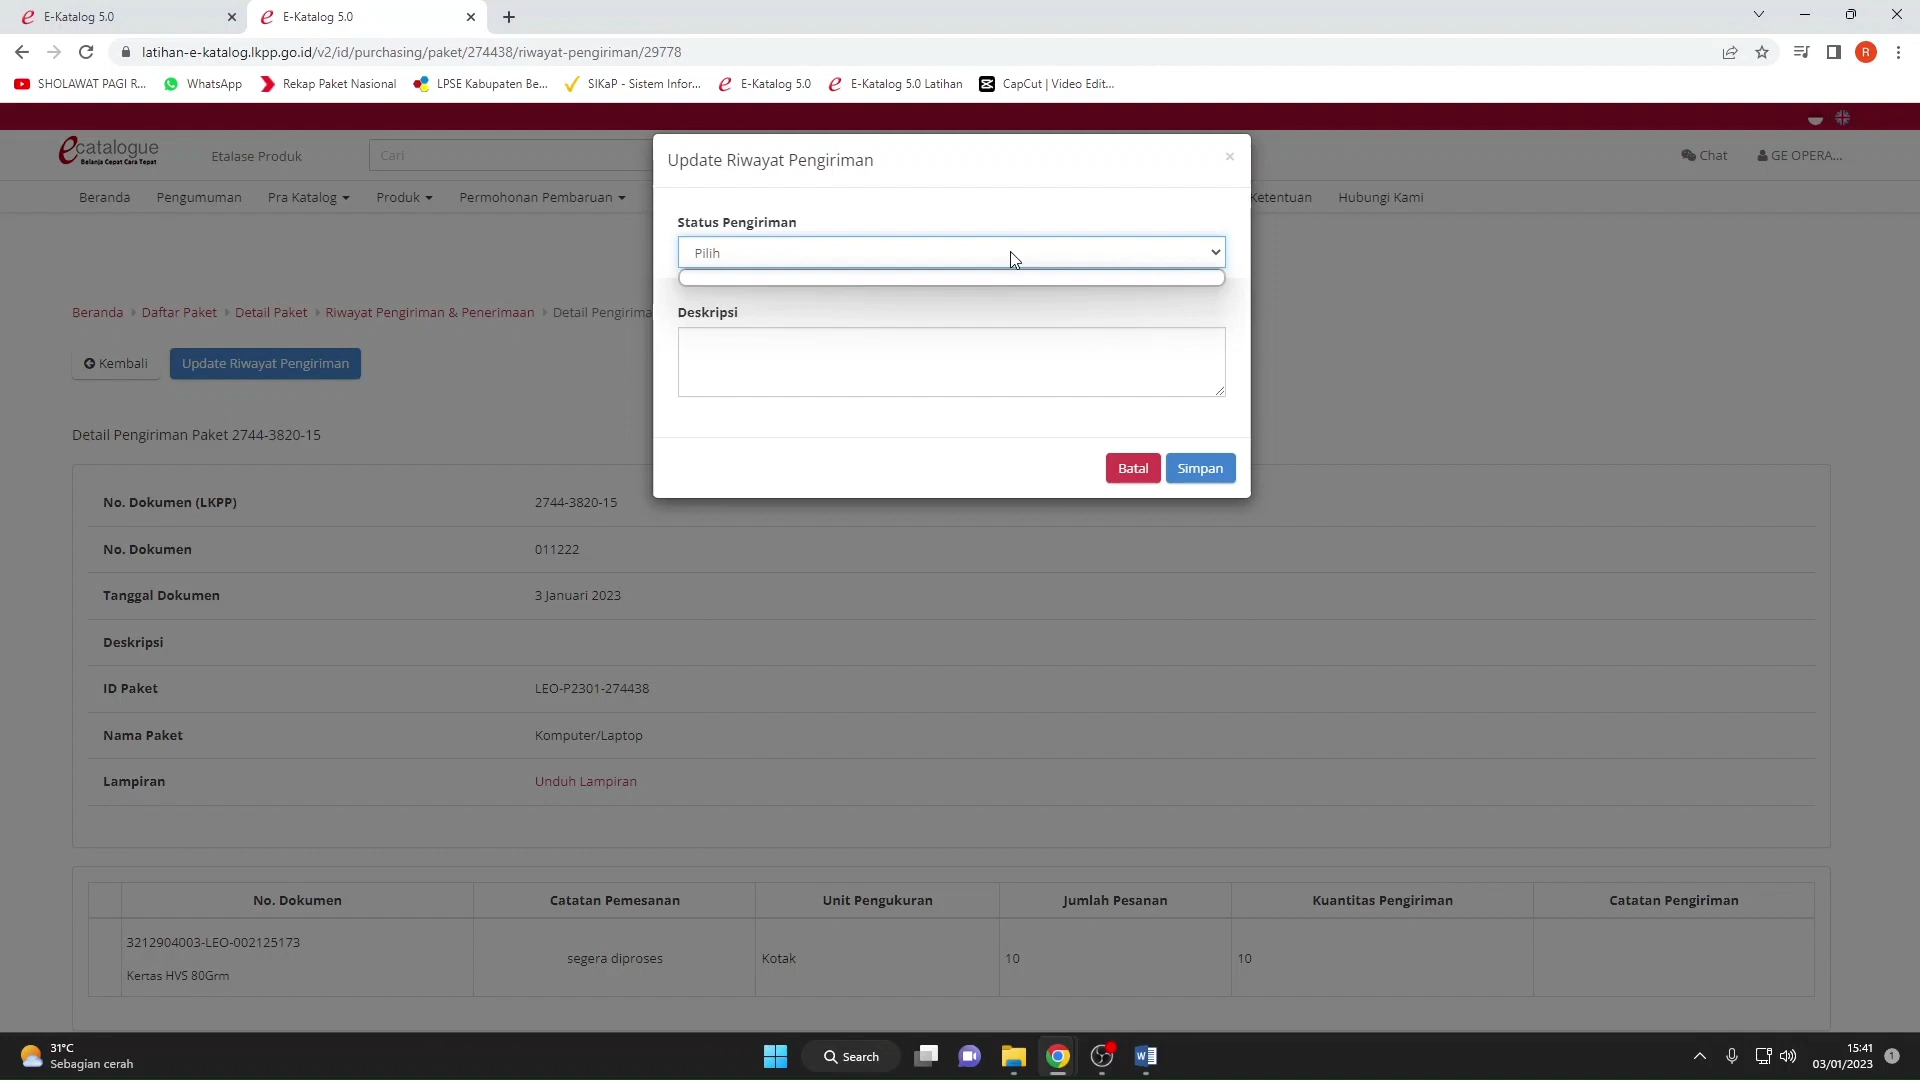 E-Katalog 5.0
E-Katalog 5.0
latihan-e-katalog.lkpp.go.id/v2/id/purchasing/paket/274438/riwayat-pengiriman/29778
R
SHOLAWAT PAGI R...
WhatsApp
Rekap Paket Nasional
LPSE Kabupaten Be...
SIKaP - Sistem Infor...
E-Katalog 5.0
E-Katalog 5.0 Latihan
CapCut | Video Edit...
ecatalogue
Belanja Cepat Cara Tepat
Etalase Produk
Cari
Chat
GE OPERA...
Beranda
Pengumuman
Pra Katalog
Produk
Permohonan Pembaruan
Ketentuan
Hubungi Kami
Update Riwayat Pengiriman
×
Status Pengiriman
Pilih
Deskripsi
Batal
Simpan
Beranda
Daftar Paket
Detail Paket
Riwayat Pengiriman & Penerimaan
Detail Pengirima
Kembali
Update Riwayat Pengiriman
Detail Pengiriman Paket 2744-3820-15
No. Dokumen (LKPP) 2744-3820-15
No. Dokumen 011222
Tanggal Dokumen 3 Januari 2023
Deskripsi
ID Paket LEO-P2301-274438
Nama Paket Komputer/Laptop
Lampiran Unduh Lampiran
No. Dokumen Catatan Pemesanan Unit Pengukuran Jumlah Pesanan Kuantitas Pengiriman Catatan Pengiriman
3212904003-LEO-002125173
Kertas HVS 80Grm
segera diproses Kotak 10 10
31°C
Sebagian cerah
Search
15:41
03/01/2023
1